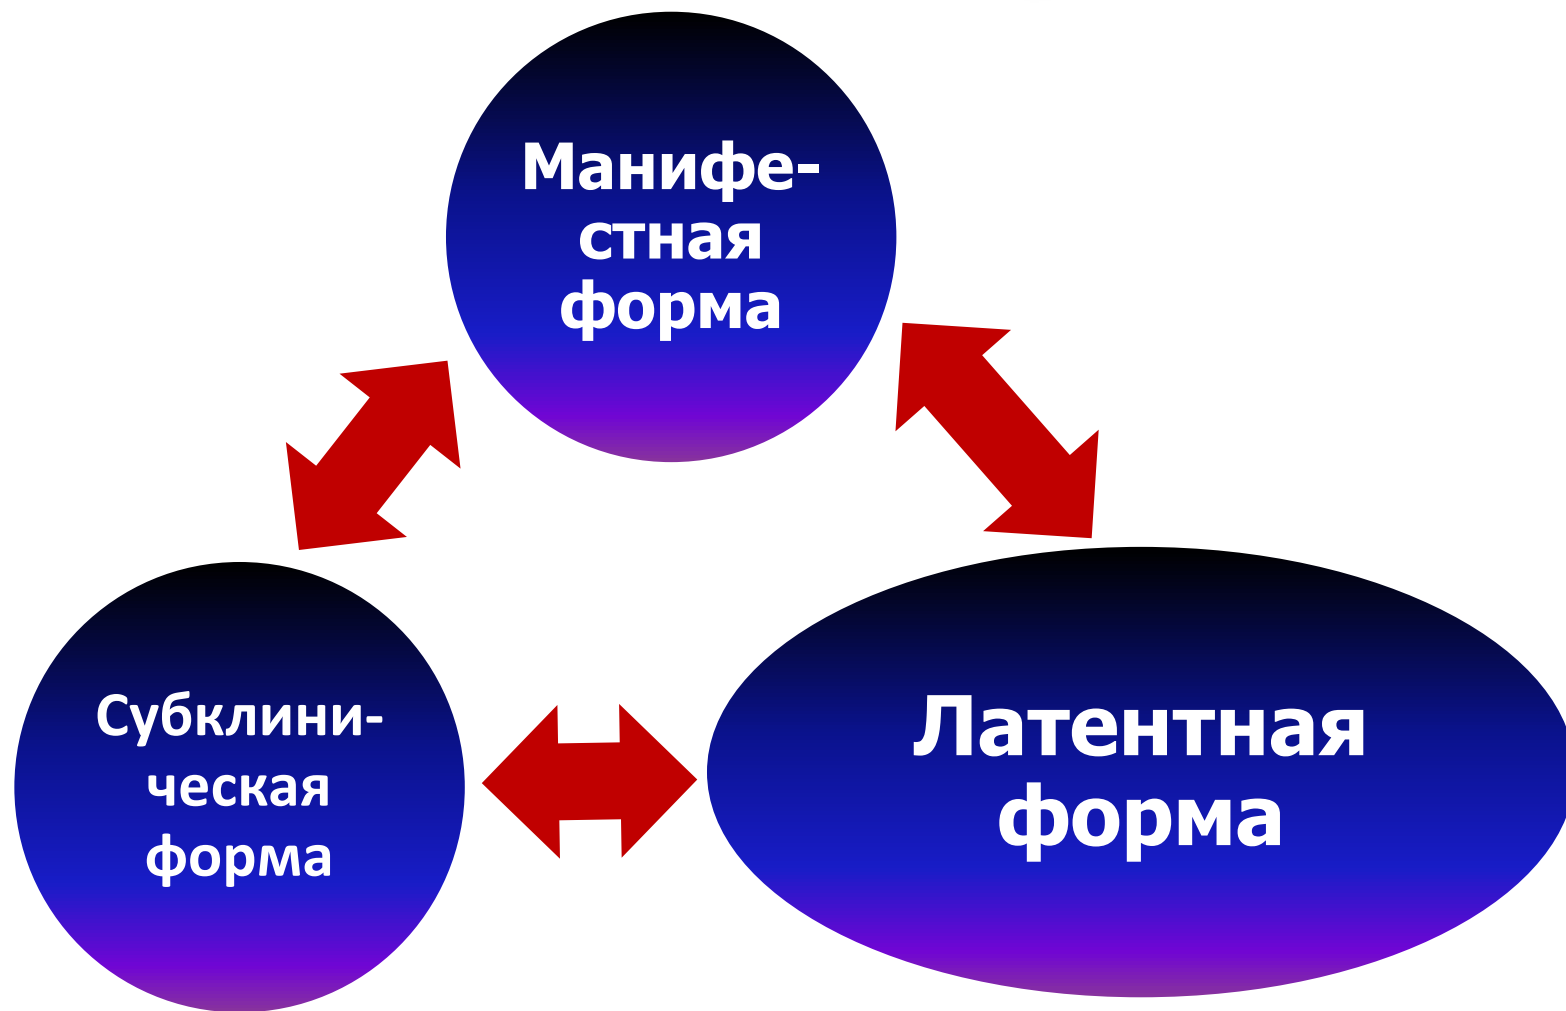 Манифе-
стная
форма
Субклини-
ческая
форма
Латентная
форма